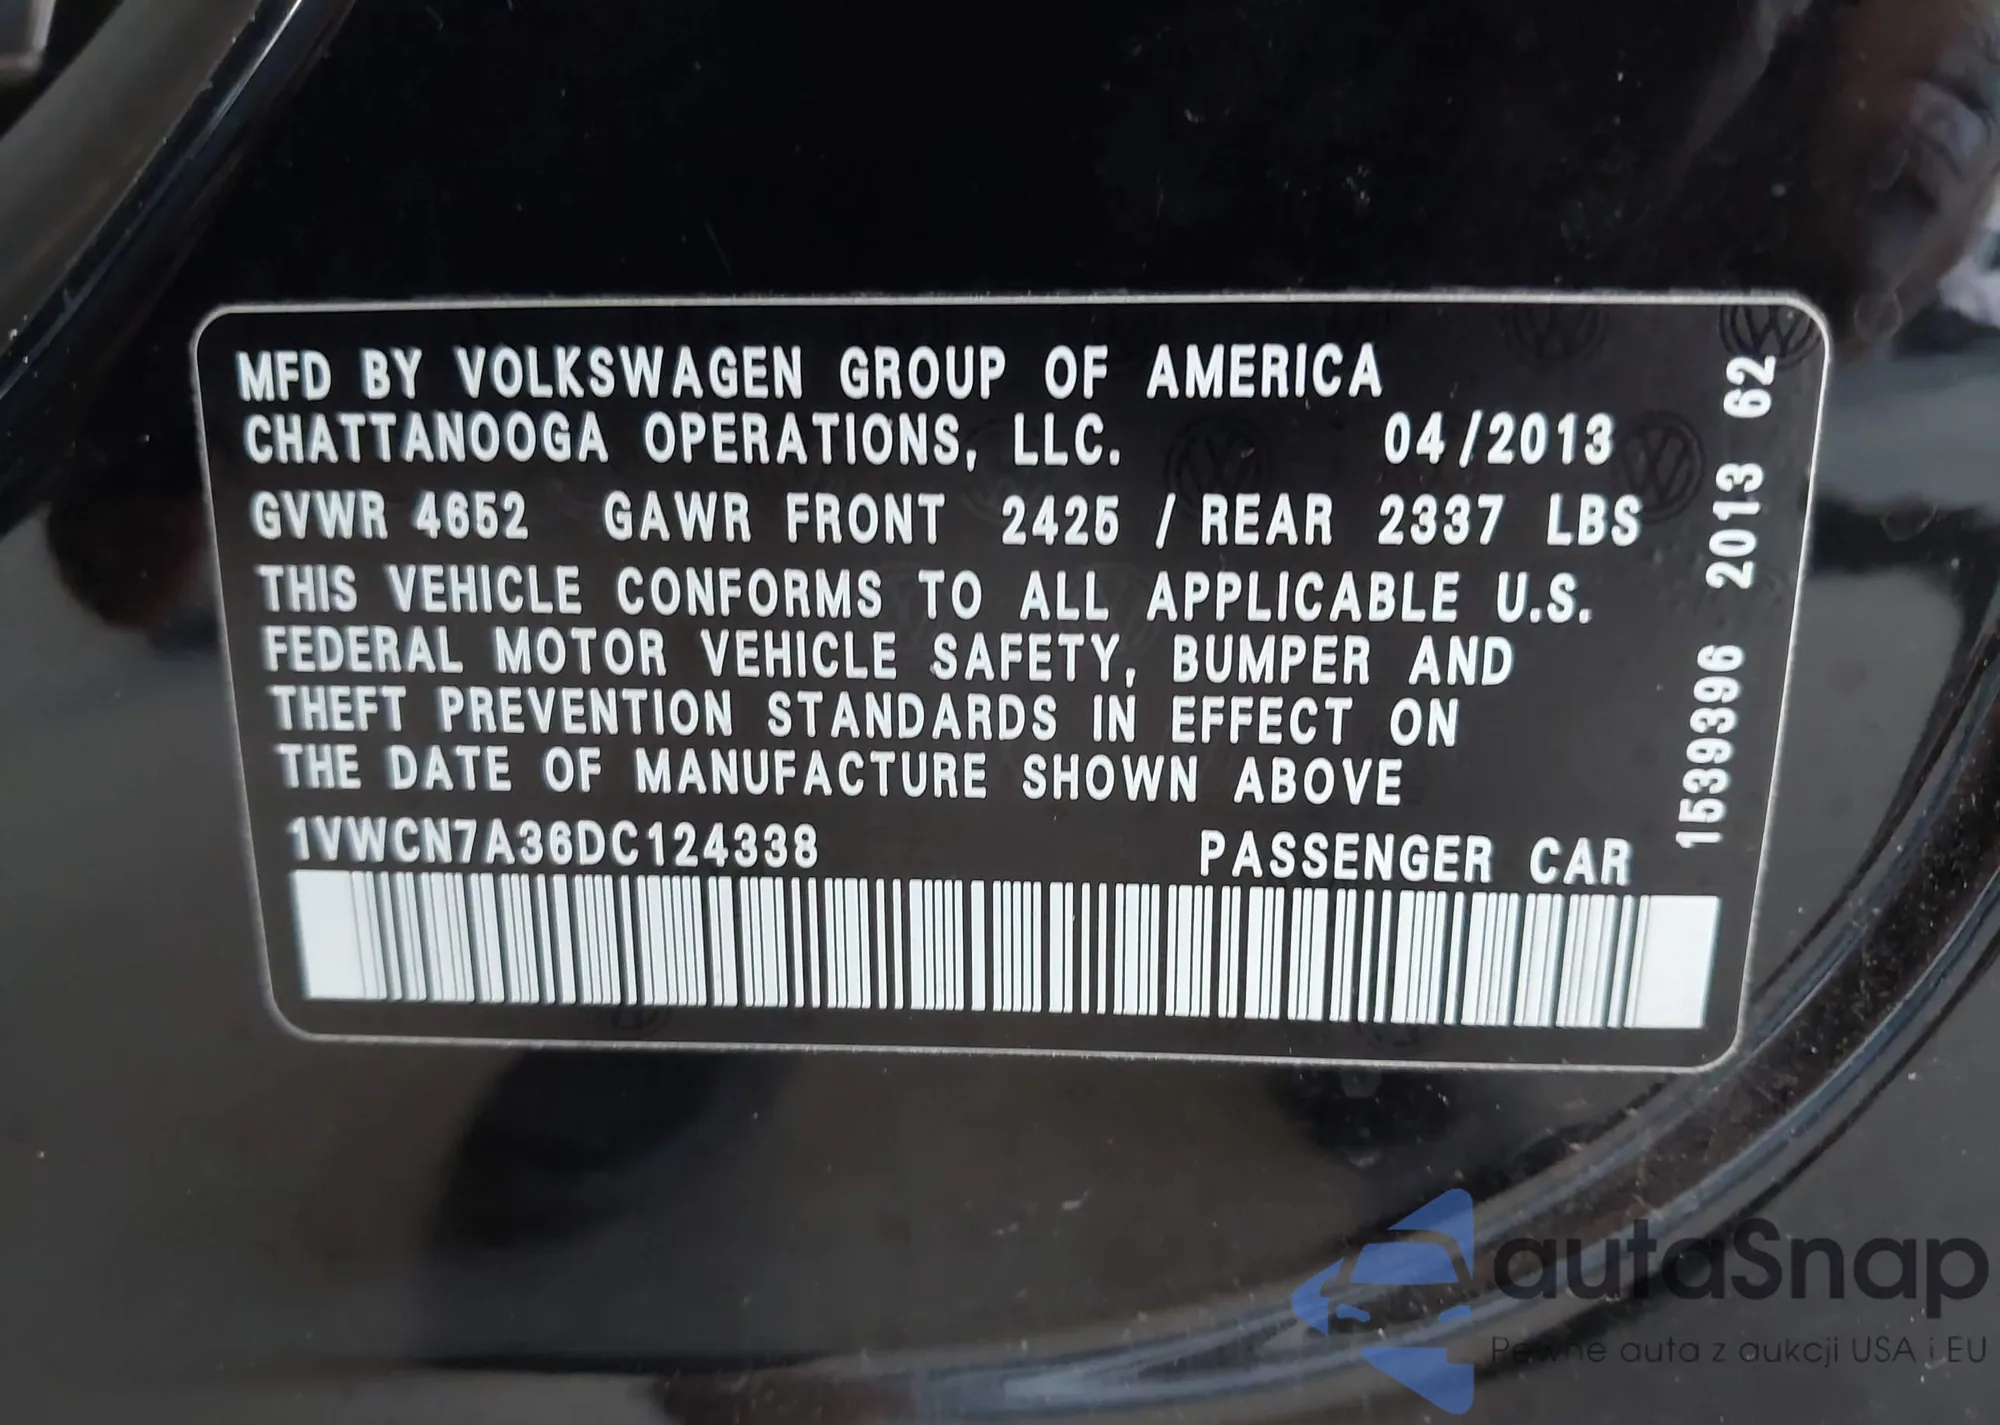 MFD BY VOLKSWAGEN GROUP OF AMERICA
CHATTANOOGA OPERATIONS, LLC. 04/2013
GVWR 4652 GAWR FRONT 2425 / REAR 2337 LBS
THIS VEHICLE CONFORMS TO ALL APPLICABLE U.S.
FEDERAL MOTOR VEHICLE SAFETY, BUMPER AND
THEFT PREVENTION STANDARDS IN EFFECT ON
THE DATE OF MANUFACTURE SHOWN ABOVE
1VWCN7A36DC124338 PASSENGER CAR
1539396 2013 62
autaSnap
Pewne auta z aukcji USA i EU